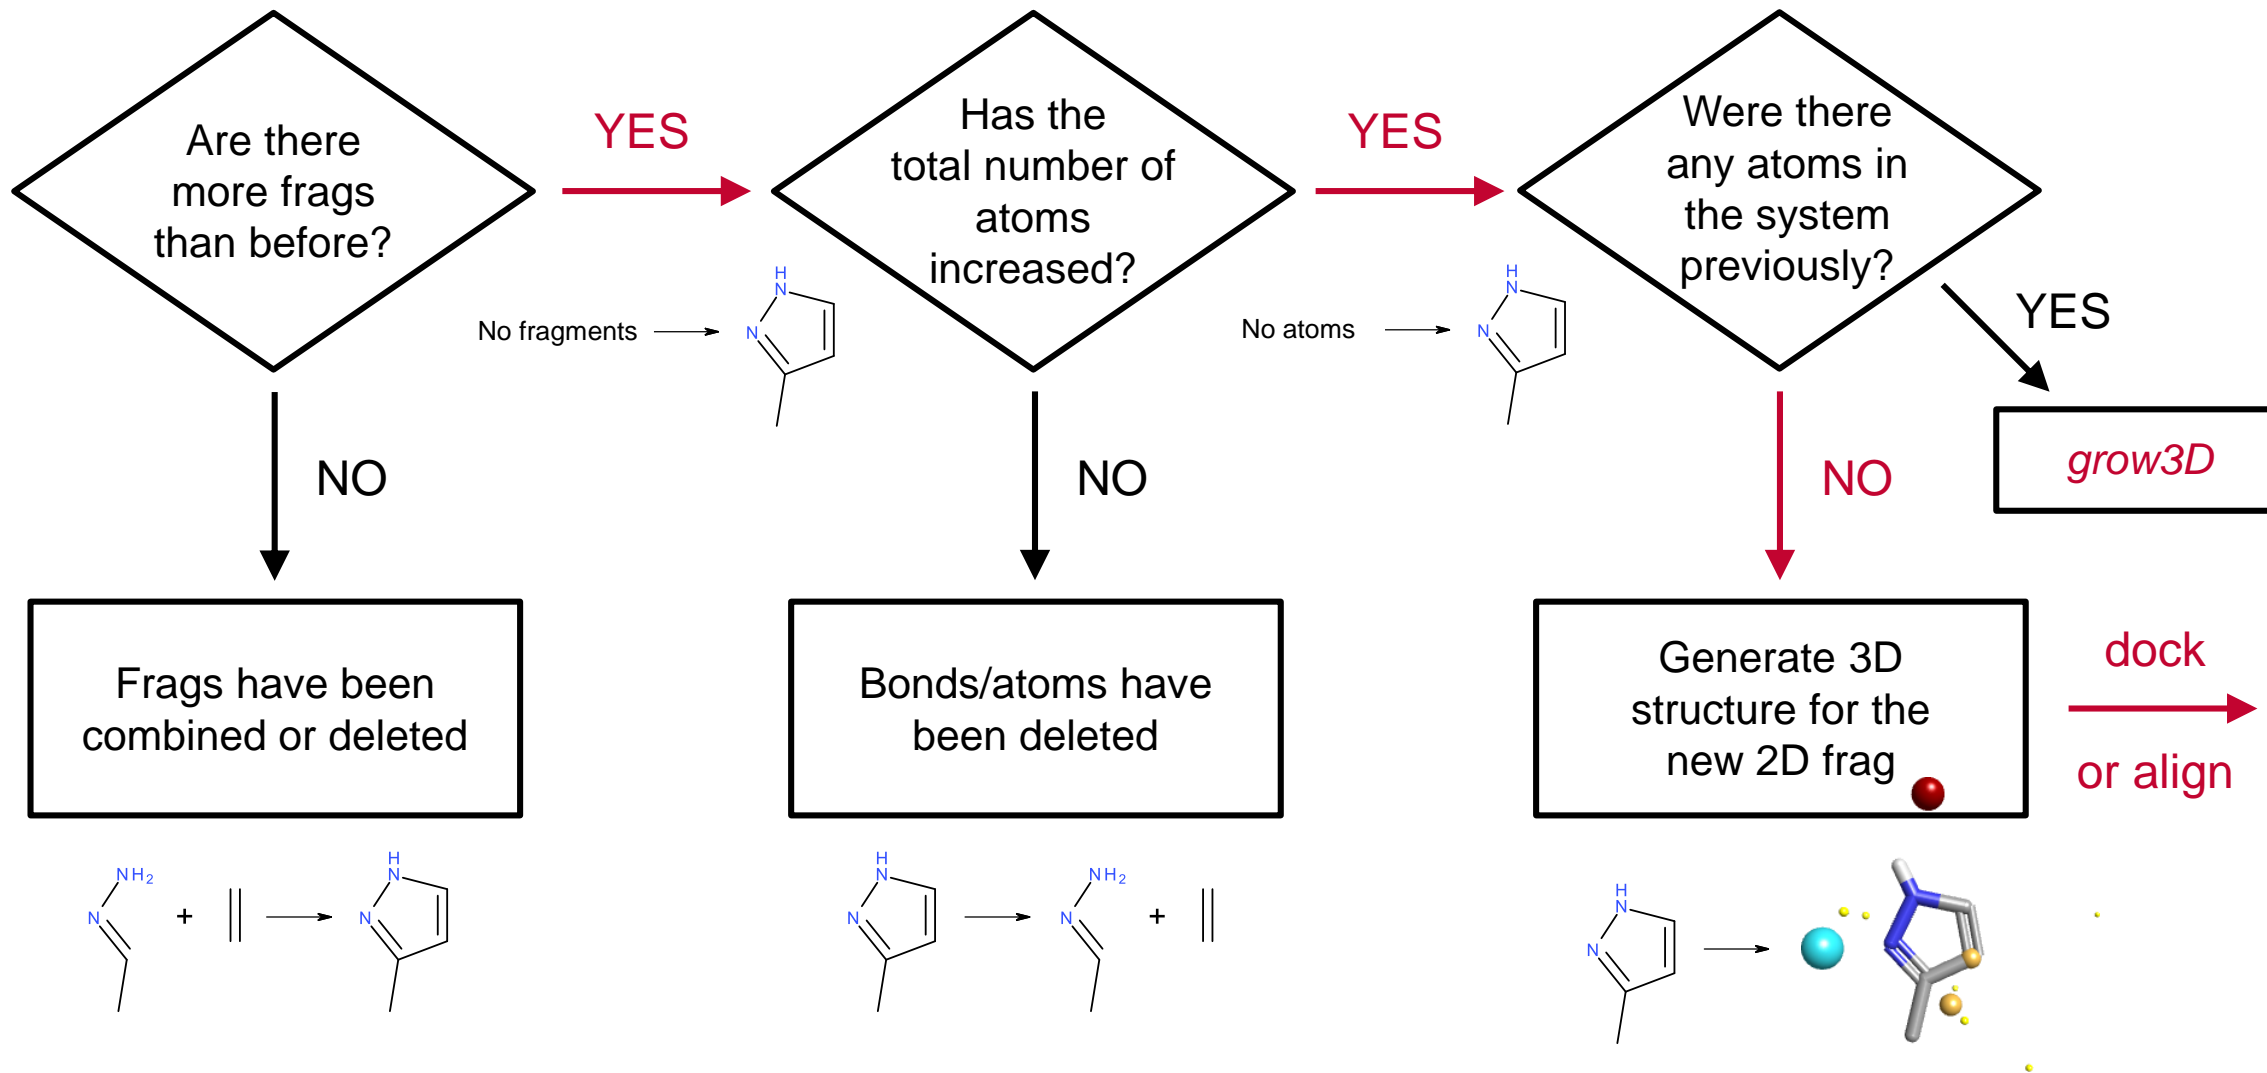 Are there
more frags
than before?
YES
Has the
total number of
atoms
increased?
YES
Were there
any atoms in
the system
previously?
YES
grow3D
No fragments
H
N
N
No atoms
H
N
N
NO
NO
NO
Frags have been
combined or deleted
Bonds/atoms have
been deleted
Generate 3D
structure for the
new 2D frag
dock
or align
NH2
N
+
H
N
N
H
N
N
NH2
N
+
H
N
N